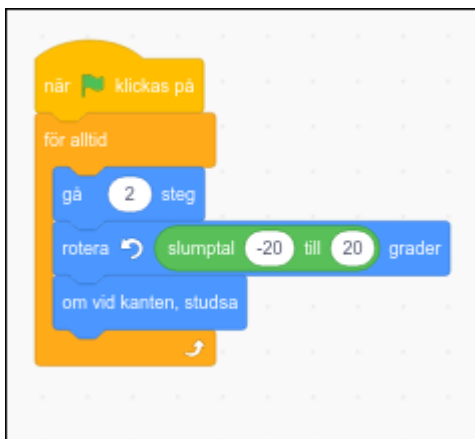 när klickas på
för alltid
gå 2 steg
rotera slumptal -20 till 20 grader
om vid kanten, studsa